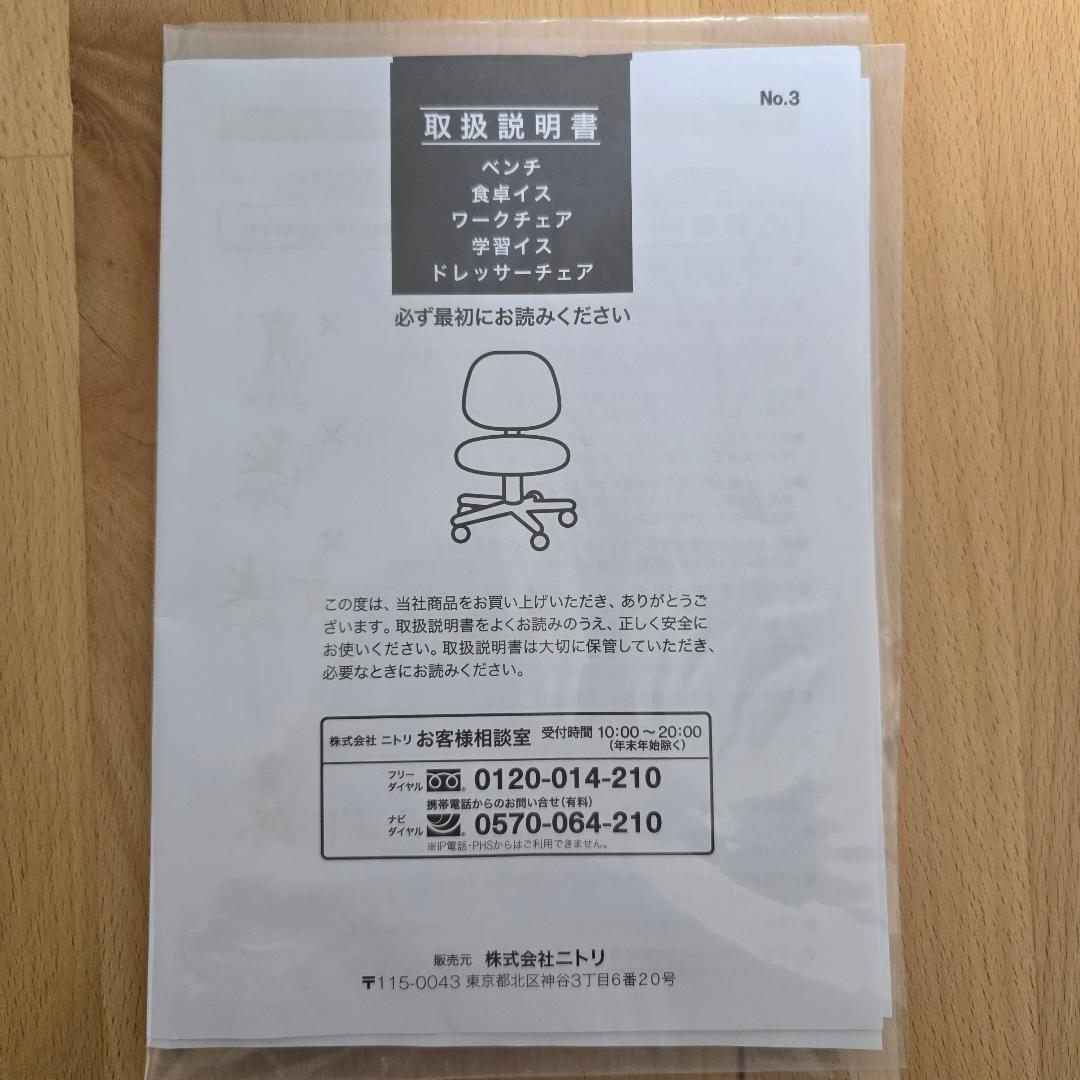 No.3
取扱説明書
ベンチ
食卓イス
ワークチェア
学習イス
ドレッサーチェア
必ず最初にお読みください
この度は、当社商品をお買い上げいただき、ありがとうご
ざいます。取扱説明書をよくお読みのうえ、正しく安全に
お使いください。取扱説明書は大切に保管していただき、
必要なときにお読みください。
株式会社 ニトリ お客様相談室 受付時間 10:00～20:00
(年末年始除く)
フリー
ダイヤル 0120-014-210
携帯電話からのお問い合せ(有料)
ナビ
ダイヤル 0570-064-210
※IP電話・PHSからはご利用できません。
販売元 株式会社ニトリ
〒115-0043 東京都北区神谷3丁目6番20号